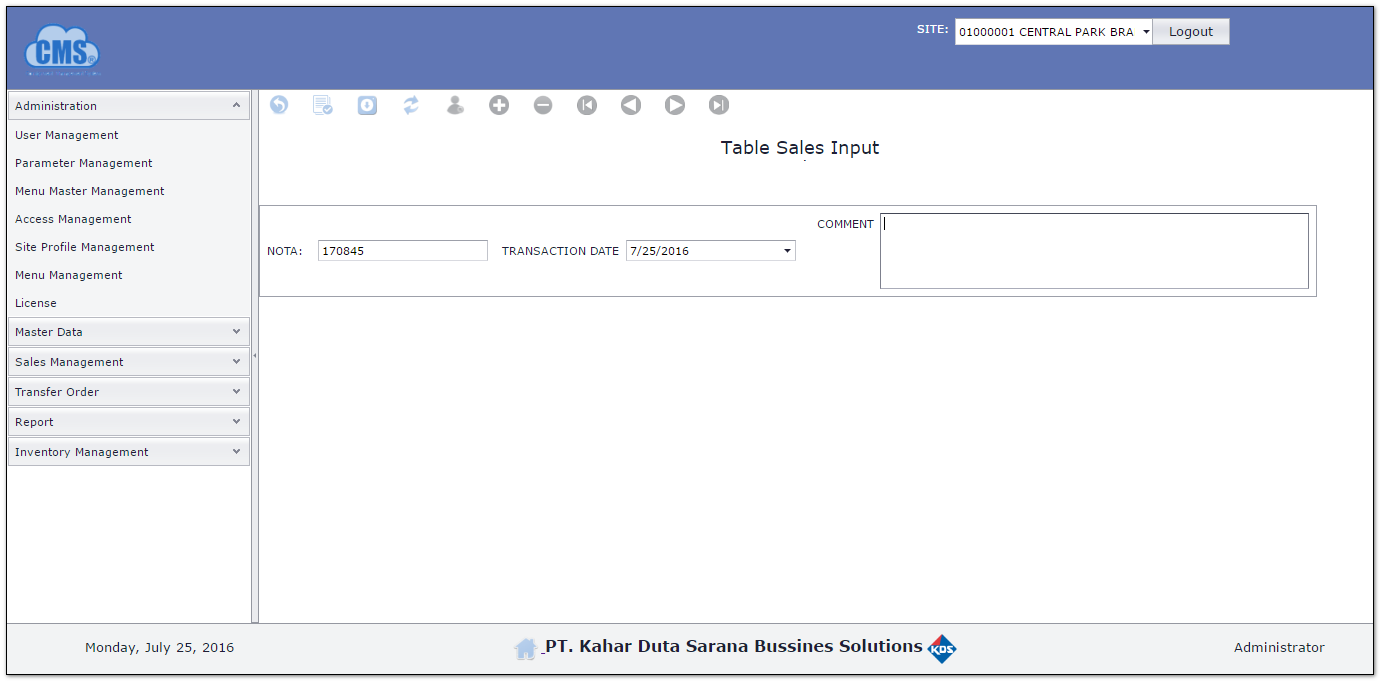 CMS®
SITE: 01000001 CENTRAL PARK BRA Logout
Administration
User Management
Parameter Management
Menu Master Management
Access Management
Site Profile Management
Menu Management
License
Master Data
Sales Management
Transfer Order
Report
Inventory Management
Table Sales Input
NOTA: 170845 TRANSACTION DATE 7/25/2016 COMMENT
Monday, July 25, 2016
PT. Kahar Duta Sarana Bussines Solutions KDS
Administrator